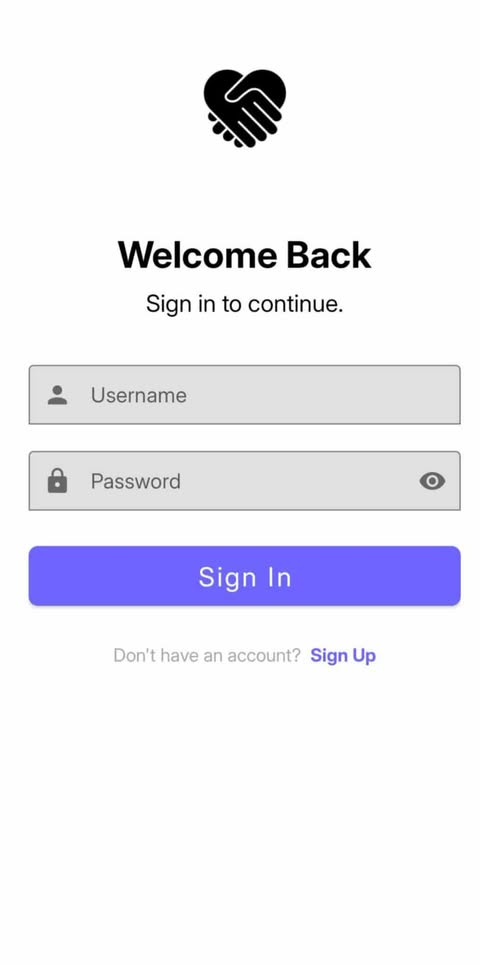 Welcome Back
Sign in to continue.
Username
Password
Sign In
Don't have an account? Sign Up